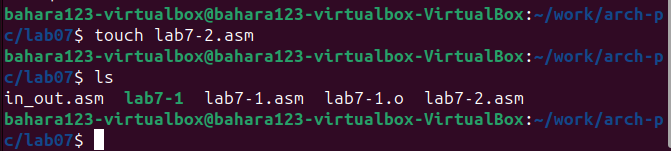 bahara123-virtualbox@bahara123-virtualbox-VirtualBox:~/work/arch-p
c/lab07$ touch lab7-2.asm
bahara123-virtualbox@bahara123-virtualbox-VirtualBox:~/work/arch-p
c/lab07$ ls
in_out.asm  lab7-1  lab7-1.asm  lab7-1.o  lab7-2.asm
bahara123-virtualbox@bahara123-virtualbox-VirtualBox:~/work/arch-p
c/lab07$